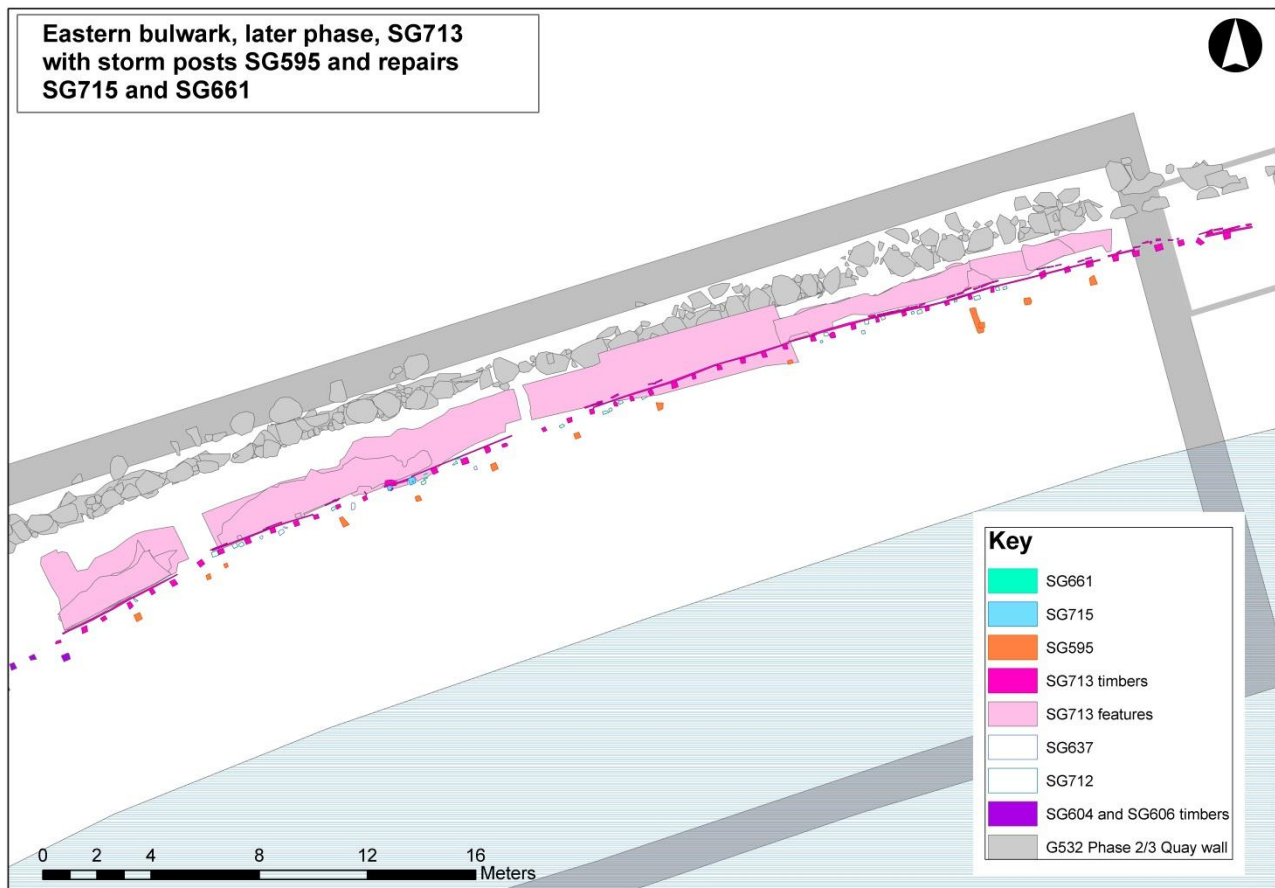 Eastern bulwark, later phase, SG713
with storm posts SG595 and repairs
SG715 and SG661
Key
SG661
SG715
SG595
SG713 timbers
SG713 features
SG637
SG712
SG604 and SG606 timbers
G532 Phase 2/3 Quay wall
0 2 4 8 12 16
Meters